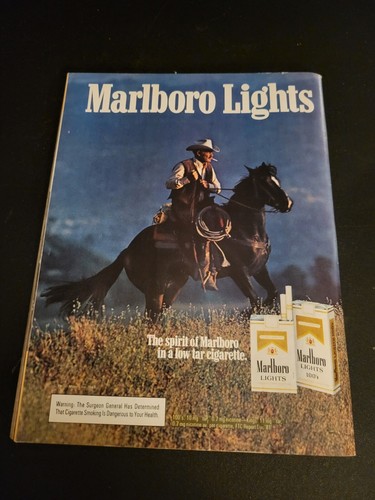 Marlboro Lights
The spirit of Marlboro
in a low tar cigarette.
Marlboro
LIGHTS
Marlboro
LIGHTS
100's
Warning: The Surgeon General Has Determined
That Cigarette Smoking Is Dangerous to Your Health.